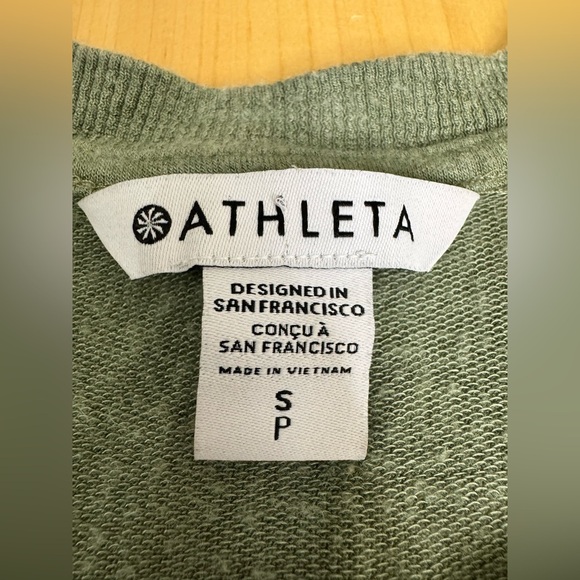 ATHLETA
DESIGNED IN
SAN FRANCISCO
CONÇU À
SAN FRANCISCO
MADE IN VIETNAM
S
P